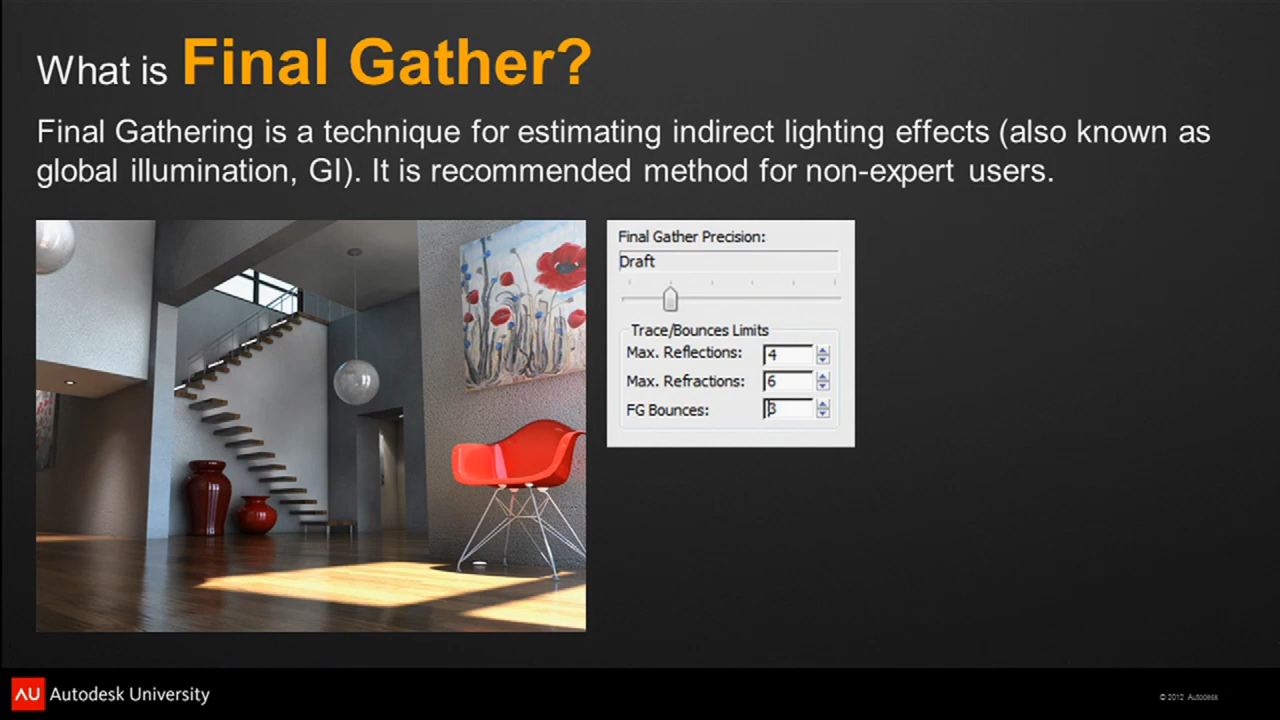 What is Final Gather?
Final Gathering is a technique for estimating indirect lighting effects (also known as
global illumination, GI). It is recommended method for non-expert users.
Final Gather Precision:
Draft
Trace/Bounces Limits
Max. Reflections: 4
Max. Refractions: 6
FG Bounces: 3
AU Autodesk University
© 2012 Autodesk